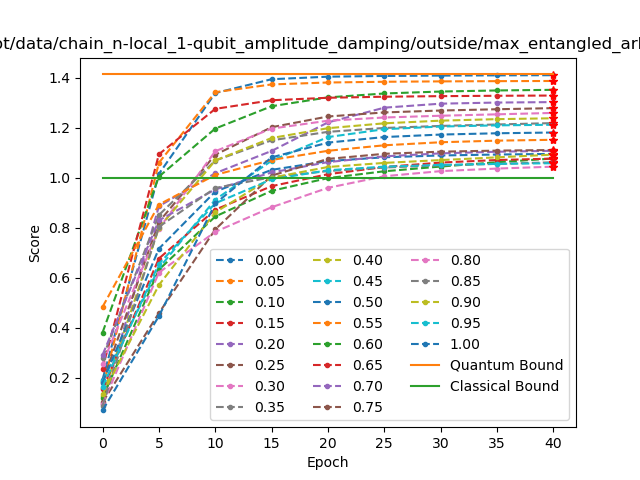 ot/data/chain_n-local_1-qubit_amplitude_damping/outside/max_entangled_arl
Score
1.4
1.2
1.0
0.8
0.6
0.4
0.2
0 5 10 15 20 25 30 35 40
Epoch
0.00 0.40 0.80
0.05 0.45 0.85
0.10 0.50 0.90
0.15 0.55 0.95
0.20 0.60 1.00
0.25 0.65 Quantum Bound
0.30 0.70 Classical Bound
0.35 0.75